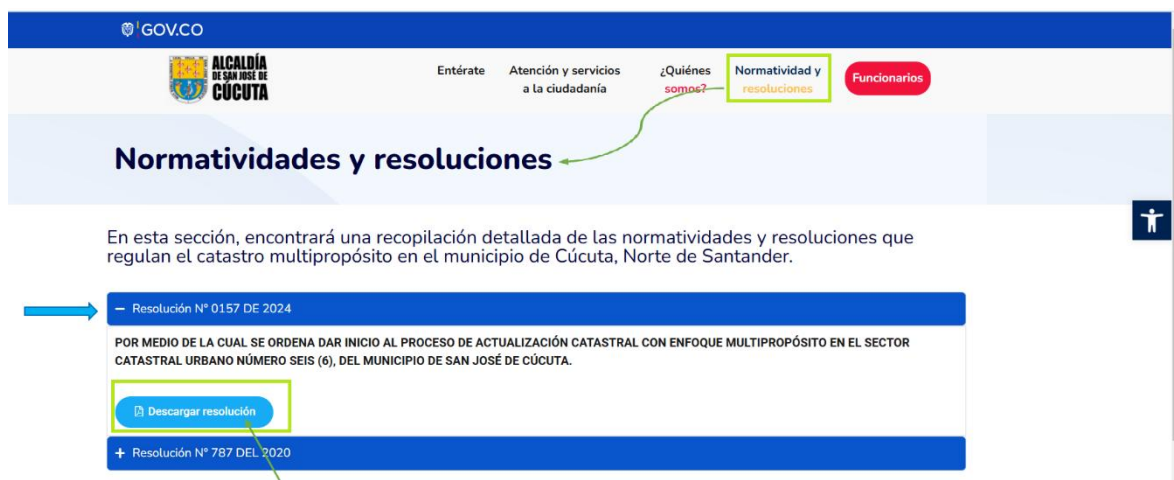 GOV.CO
ALCALDÍA
DE SAN JOSÉ DE
CÚCUTA
Entérate
Atención y servicios
a la ciudadanía
¿Quiénes
somos?
Normatividad y
resoluciones
Funcionarios
Normatividades y resoluciones
En esta sección, encontrará una recopilación detallada de las normatividades y resoluciones que
regulan el catastro multipropósito en el municipio de Cúcuta, Norte de Santander.
− Resolución N° 0157 DE 2024
POR MEDIO DE LA CUAL SE ORDENA DAR INICIO AL PROCESO DE ACTUALIZACIÓN CATASTRAL CON ENFOQUE MULTIPROPÓSITO EN EL SECTOR
CATASTRAL URBANO NÚMERO SEIS (6), DEL MUNICIPIO DE SAN JOSÉ DE CÚCUTA.
Descargar resolución
+ Resolución N° 787 DEL 2020